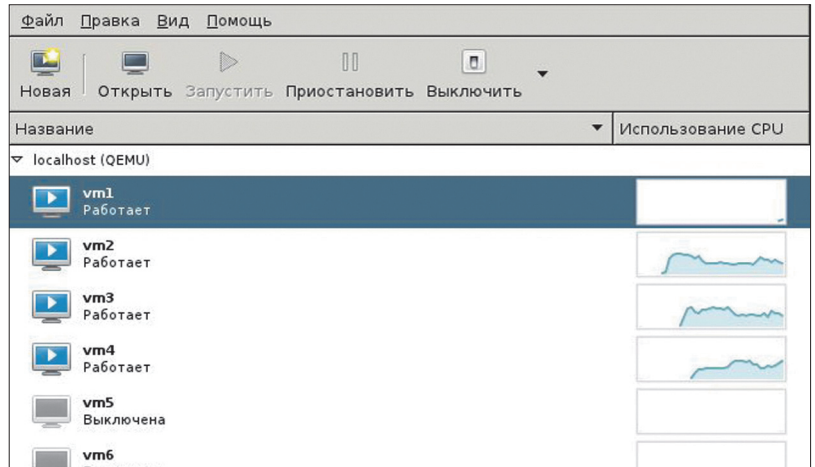 Файл Правка Вид Помощь
Новая Открыть Запустить Приостановить Выключить
Название Использование CPU
localhost (QEMU)
vm1
Работает
vm2
Работает
vm3
Работает
vm4
Работает
vm5
Выключена
vm6